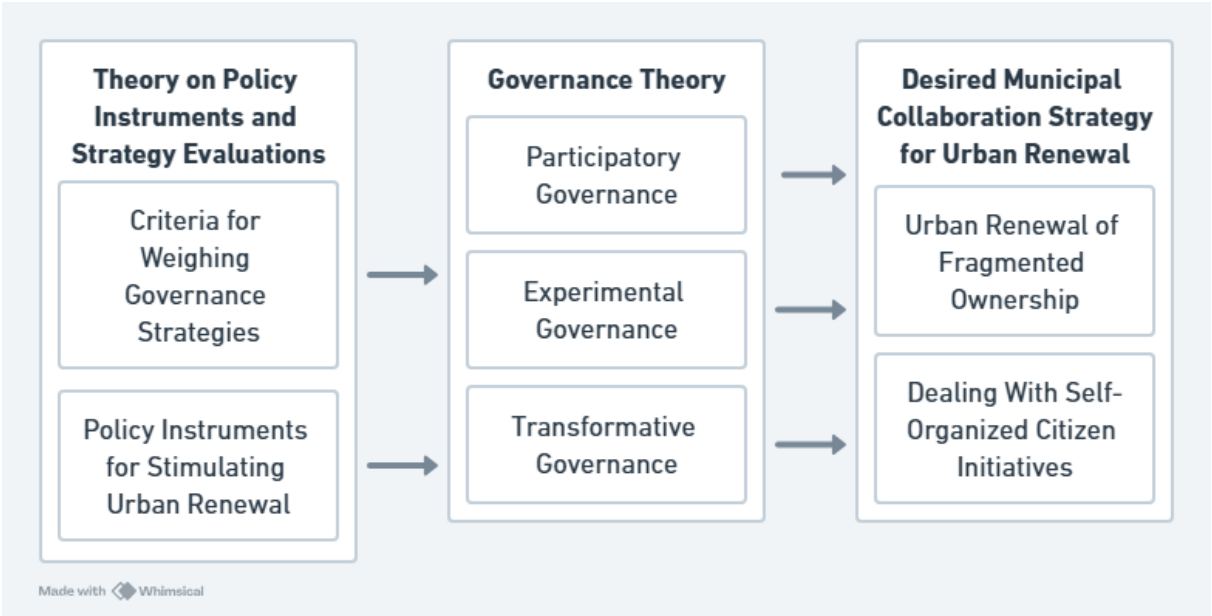 Theory on Policy
Instruments and
Strategy Evaluations
Criteria for
Weighing
Governance
Strategies
Policy Instruments
for Stimulating
Urban Renewal
Governance Theory
Participatory
Governance
Experimental
Governance
Transformative
Governance
Desired Municipal
Collaboration Strategy
for Urban Renewal
Urban Renewal of
Fragmented
Ownership
Dealing With Self-
Organized Citizen
Initiatives
Made with Whimsical